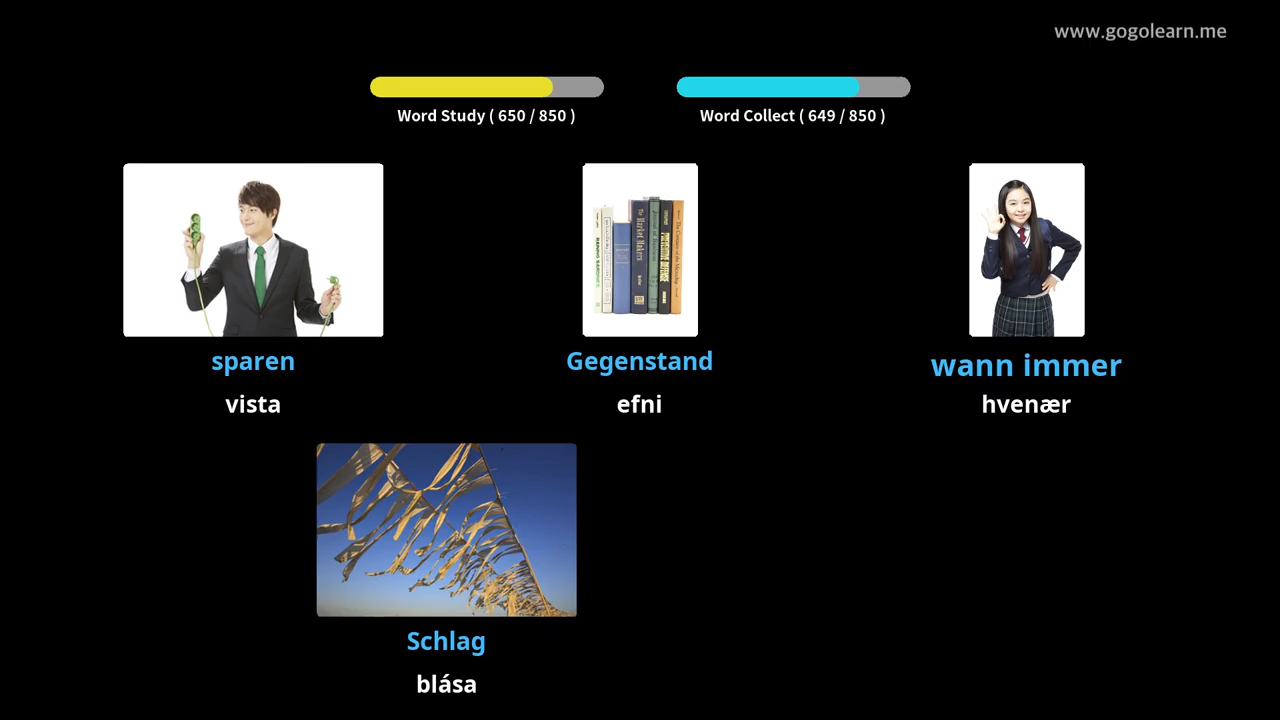 www.gogolearn.me
Word Study ( 650 / 850 )
Word Collect ( 649 / 850 )
sparen
Gegenstand
wann immer
vista
efni
hvenær
Schlag
blása